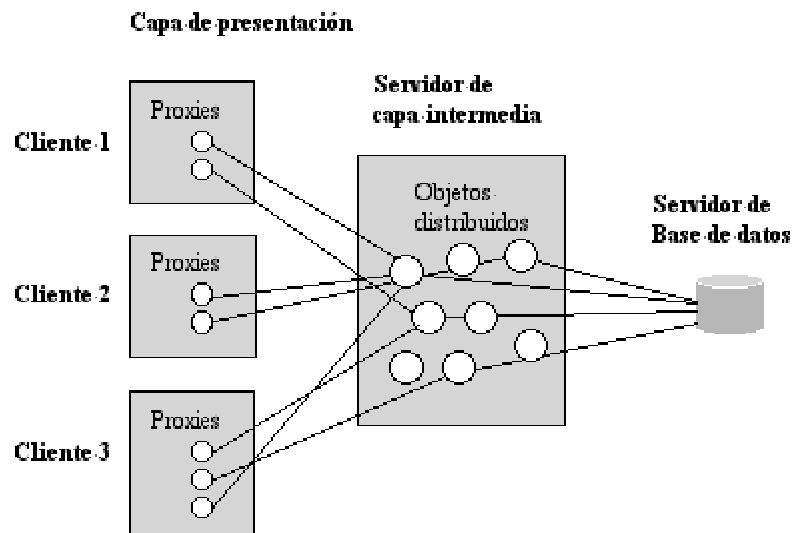 Capa de presentación
Servidor de
capa intermedia
Proxies
Cliente 1
Objetos
distribuidos
Servidor de
Base de datos
Proxies
Cliente 2
Proxies
Cliente 3